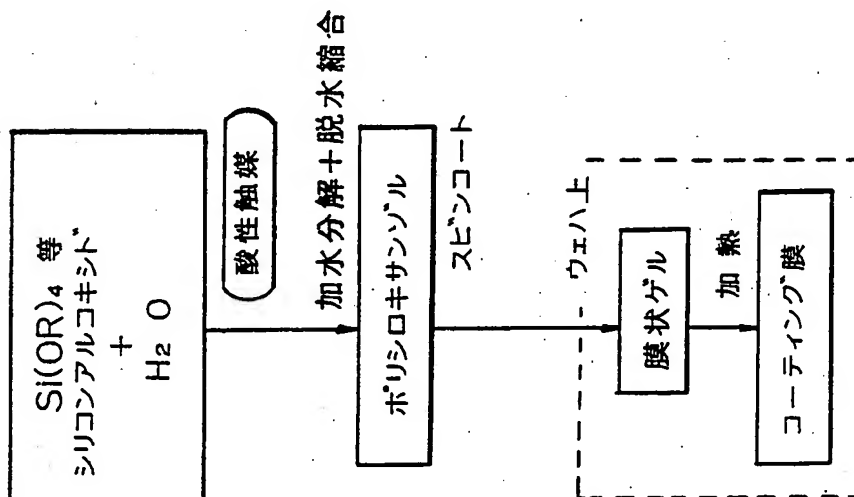 Si(OR)₄ 等
シリコンアルコキシド
+
H₂O
酸性触媒
加水分解+脱水縮合
ポリシロキサンゾル
スピンコート
ウェハ上
膜状ゲル
加熱
コーティング膜